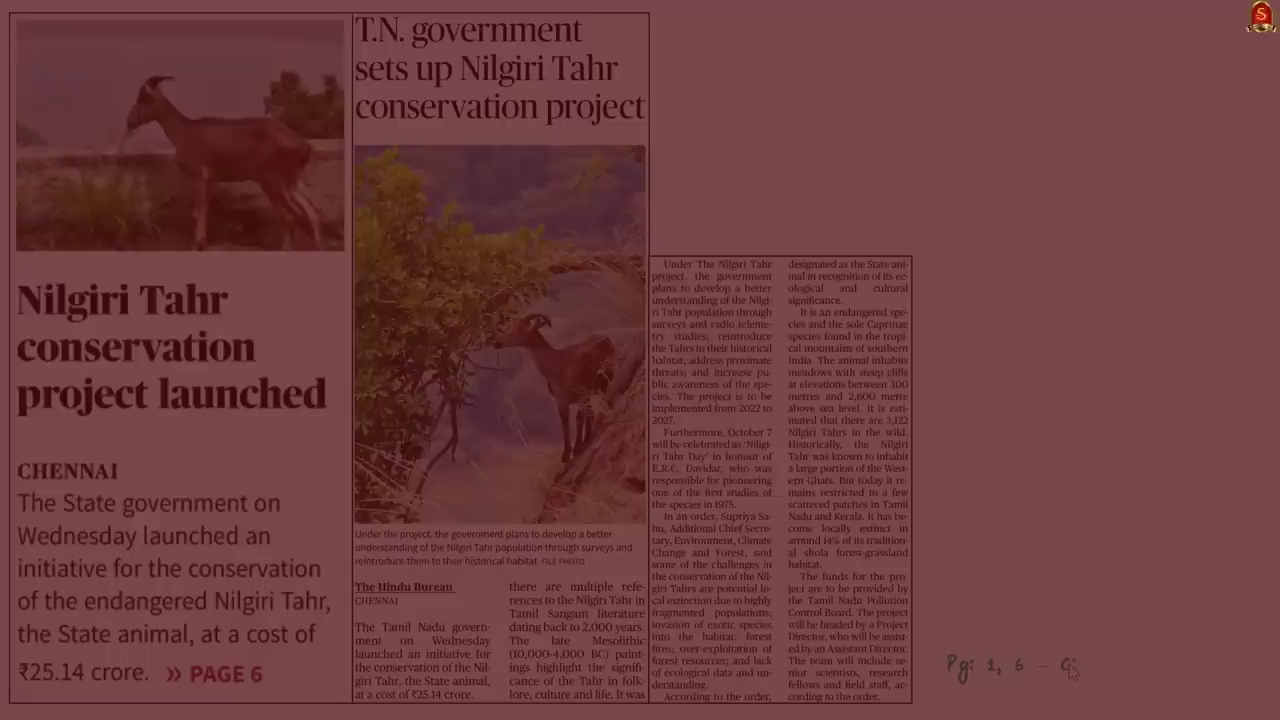 Nilgiri Tahr
conservation
project launched
CHENNAI
The State government on
Wednesday launched an
initiative for the conservation
of the endangered Nilgiri Tahr,
the State animal, at a cost of
₹25.14 crore. » PAGE 6
T.N. government
sets up Nilgiri Tahr
conservation project
Under the project, the government plans to develop a better
understanding of the Nilgiri Tahr population through surveys and
reintroduce them to their historical habitat. FILE PHOTO
The Hindu Bureau
CHENNAI
The Tamil Nadu govern-
ment on Wednesday
launched an initiative for
the conservation of the Nil-
giri Tahr, the State animal,
at a cost of ₹25.14 crore.
there are multiple refe-
rences to the Nilgiri Tahr in
Tamil Sangam literature
dating back to 2,000 years.
The late Mesolithic
(10,000-4,000 BC) paint-
ings highlight the signifi-
cance of the Tahr in folk-
lore, culture and life. It was
Under The Nilgiri Tahr
project, the government
plans to develop a better
understanding of the Nilgi-
ri Tahr population through
surveys and radio teleme-
try studies; reintroduce
the Tahrs to their historical
habitat; address proximate
threats; and increase pu-
blic awareness of the spe-
cies. The project is to be
implemented from 2022 to
2027.
Furthermore, October 7
will be celebrated as 'Nilgi-
ri Tahr Day' in honour of
E.R.C. Davidar, who was
responsible for pioneering
one of the first studies of
the species in 1975.
In an order, Supriya Sa-
hu, Additional Chief Secre-
tary, Environment, Climate
Change and Forest, said
some of the challenges in
the conservation of the Nil-
giri Tahrs are potential lo-
cal extinction due to highly
fragmented populations;
invasion of exotic species
into the habitat; forest
fires; over-exploitation of
forest resources; and lack
of ecological data and un-
derstanding.
According to the order,
designated as the State ani-
mal in recognition of its ec-
ological and cultural
significance.
It is an endangered spe-
cies and the sole Caprinae
species found in the tropi-
cal mountains of southern
India. The animal inhabits
meadows with steep cliffs
at elevations between 300
metres and 2,600 metre
above sea level. It is esti-
mated that there are 3,122
Nilgiri Tahrs in the wild.
Historically, the Nilgiri
Tahr was known to inhabit
a large portion of the West-
ern Ghats. But today it re-
mains restricted to a few
scattered patches in Tamil
Nadu and Kerala. It has be-
come locally extinct in
around 14% of its tradition-
al shola forest-grassland
habitat.
The funds for the pro-
ject are to be provided by
the Tamil Nadu Pollution
Control Board. The project
will be headed by a Project
Director, who will be assist-
ed by an Assistant Director.
The team will include se-
nior scientists, research
fellows and field staff, ac-
cording to the order.
Pg: 1, 6 – G
S